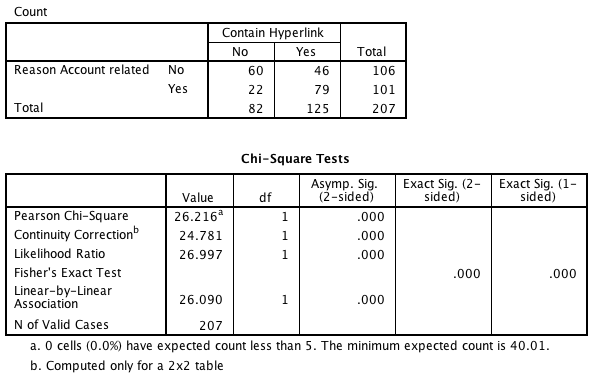 Count
Contain Hyperlink
No Yes Total
Reason Account related No 60 46 106
Yes 22 79 101
Total 82 125 207
Chi-Square Tests
Asymp. Sig. Exact Sig. (2- Exact Sig. (1-
Value df (2-sided) sided) sided)
Pearson Chi-Square 26.216a 1 .000
Continuity Correctionb 24.781 1 .000
Likelihood Ratio 26.997 1 .000
Fisher's Exact Test .000 .000
Linear-by-Linear
Association 26.090 1 .000
N of Valid Cases 207
a. 0 cells (0.0%) have expected count less than 5. The minimum expected count is 40.01.
b. Computed only for a 2x2 table